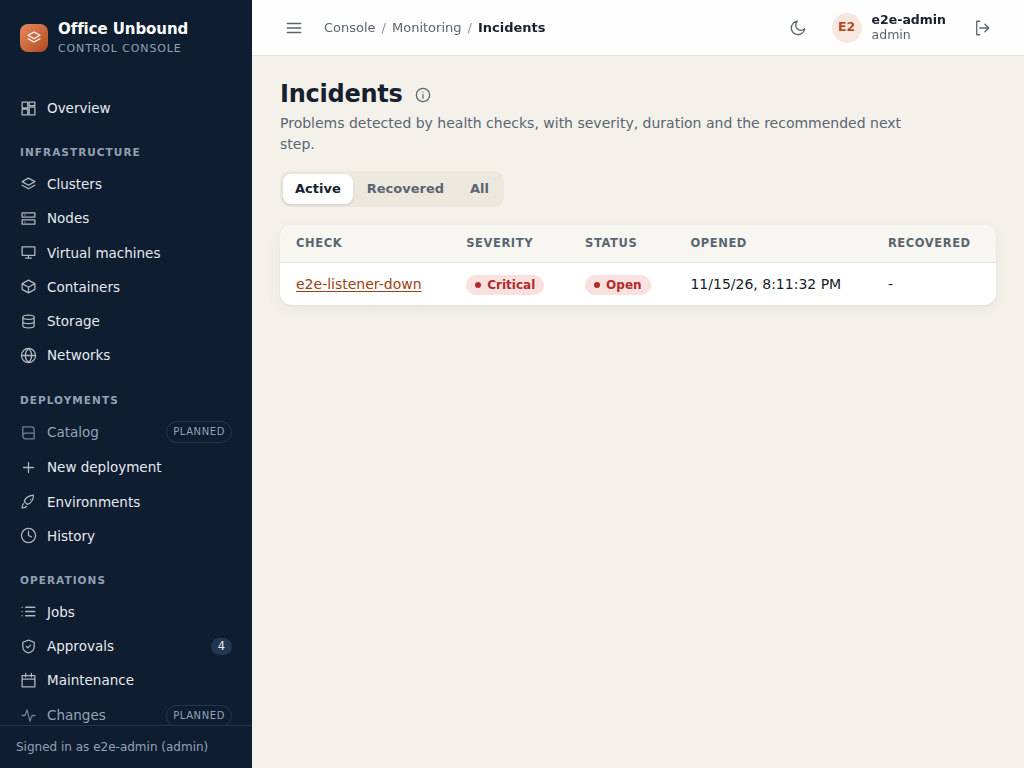 Office Unbound
CONTROL CONSOLE
Overview
INFRASTRUCTURE
Clusters
Nodes
Virtual machines
Containers
Storage
Networks
DEPLOYMENTS
Catalog PLANNED
New deployment
Environments
History
OPERATIONS
Jobs
Approvals 4
Maintenance
Changes PLANNED
Signed in as e2e-admin (admin)
Console / Monitoring / Incidents
E2 e2e-admin
admin
Incidents
Problems detected by health checks, with severity, duration and the recommended next
step.
Active Recovered All
CHECK SEVERITY STATUS OPENED RECOVERED
e2e-listener-down Critical Open 11/15/26, 8:11:32 PM -